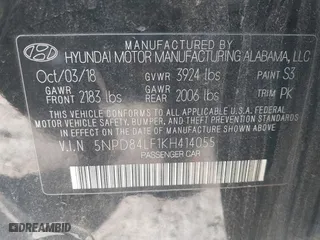 MANUFACTURED BY
HYUNDAI MOTOR MANUFACTURING ALABAMA, LLC
Oct/03/18 GVWR 3924 lbs PAINT S3
GAWR FRONT 2183 lbs GAWR REAR 2006 lbs TRIM PK
THIS VEHICLE CONFORMS TO ALL APPLICABLE FEDERAL
MOTOR VEHICLE SAFETY, BUMPER, AND THEFT PREVENTION
STANDARDS IN EFFECT ON THE DATE OF MANUFACTURE SHOWN ABOVE.
V.I.N 5NPD84LF1KH414055
PASSENGER CAR